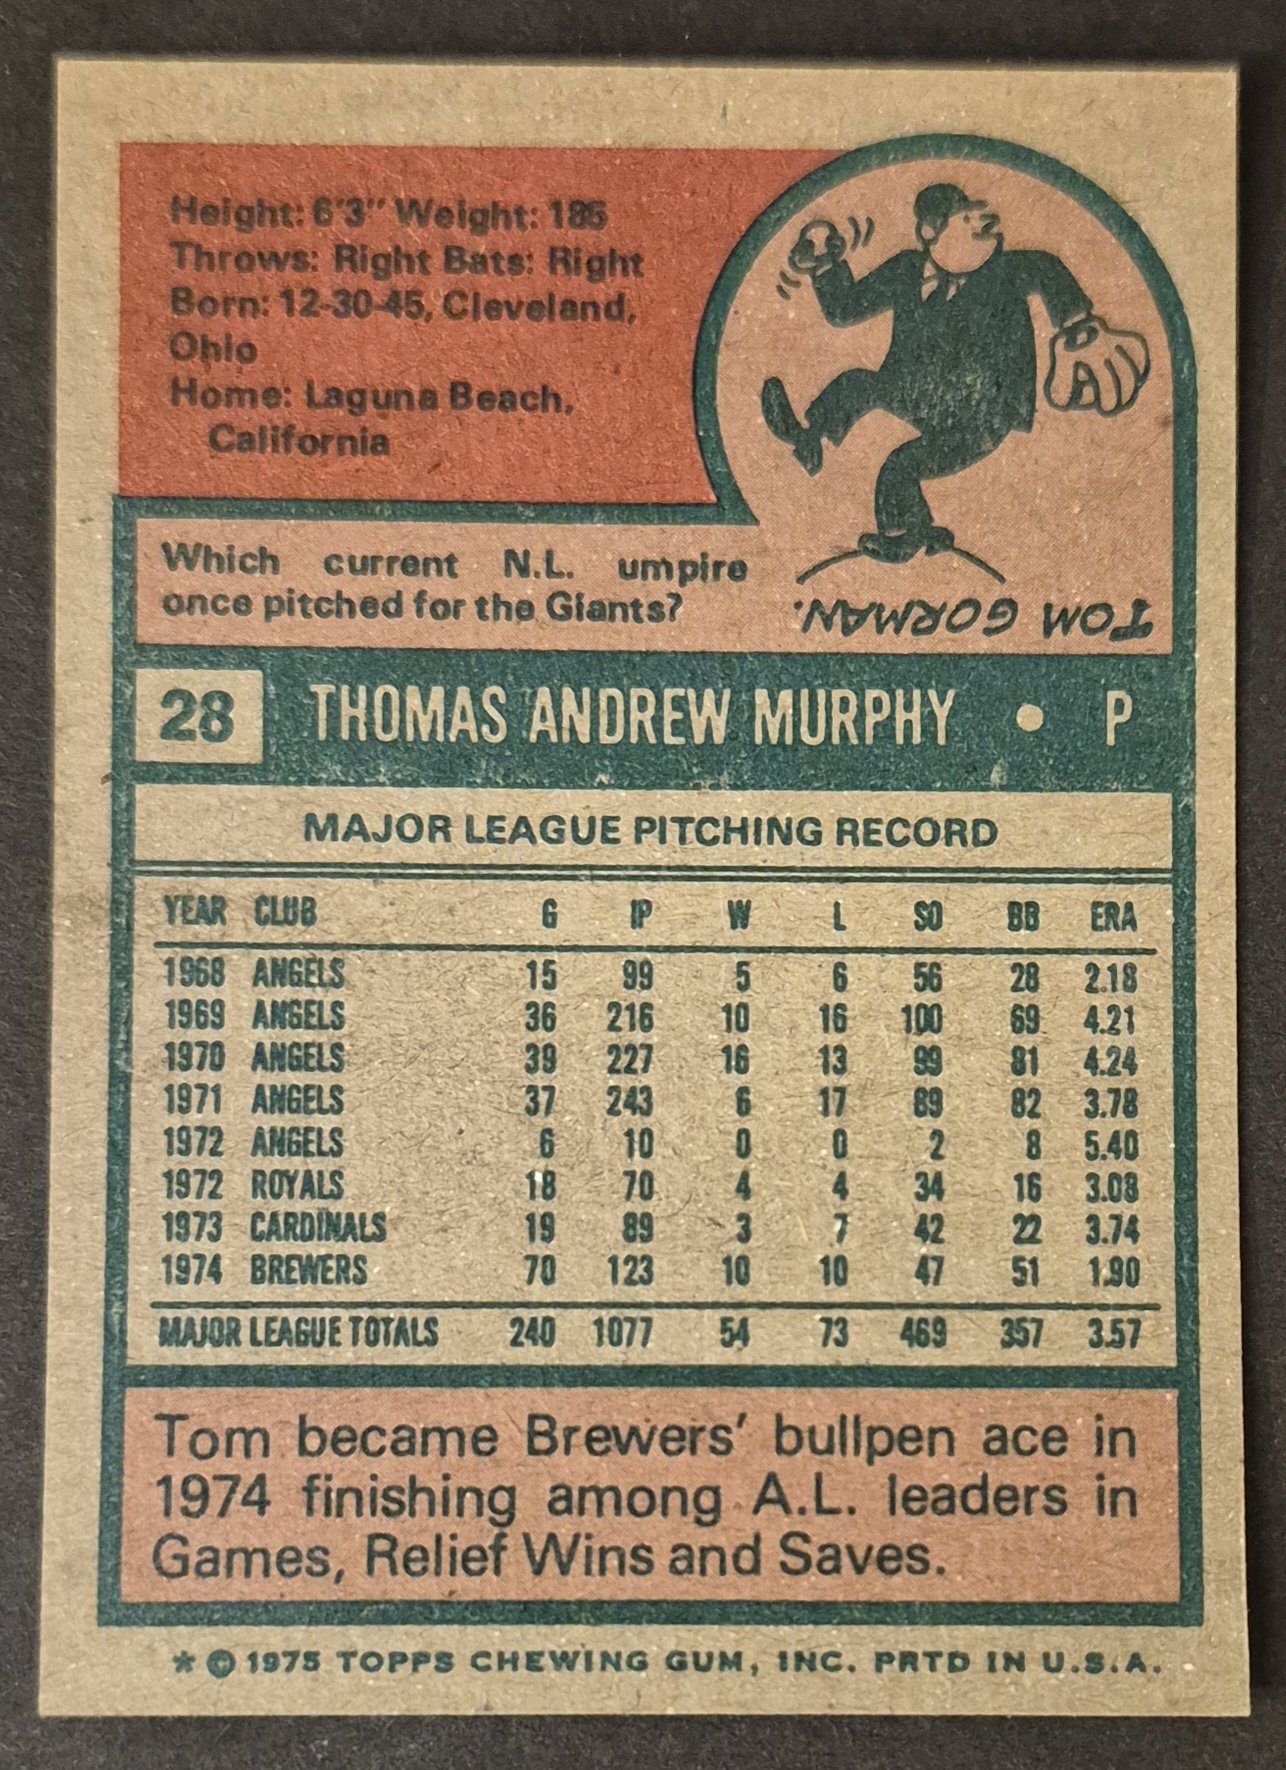 Height: 6'3" Weight: 185
Throws: Right Bats: Right
Born: 12-30-45, Cleveland,
Ohio
Home: Laguna Beach,
California
Which current N.L. umpire
once pitched for the Giants?
TOM GORMAN.
28 THOMAS ANDREW MURPHY • P
MAJOR LEAGUE PITCHING RECORD
YEAR CLUB G IP W L SO BB ERA
1968 ANGELS 15 99 5 6 56 28 2.18
1969 ANGELS 36 216 10 16 100 69 4.21
1970 ANGELS 39 227 16 13 99 81 4.24
1971 ANGELS 37 243 6 17 89 82 3.78
1972 ANGELS 6 10 0 0 2 8 5.40
1972 ROYALS 18 70 4 4 34 16 3.08
1973 CARDINALS 19 89 3 7 42 22 3.74
1974 BREWERS 70 123 10 10 47 51 1.90
MAJOR LEAGUE TOTALS 240 1077 54 73 469 357 3.57
Tom became Brewers' bullpen ace in
1974 finishing among A.L. leaders in
Games, Relief Wins and Saves.
* © 1975 TOPPS CHEWING GUM, INC. PRTD IN U.S.A.